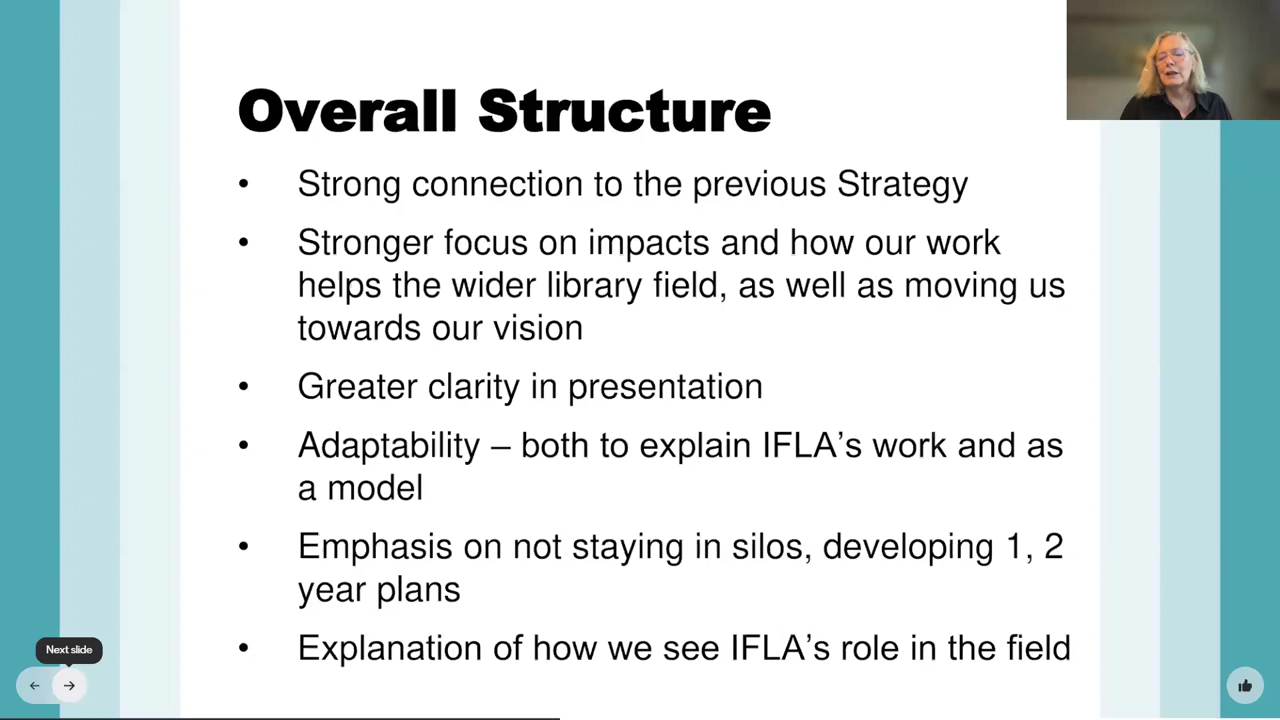 Overall Structure
• Strong connection to the previous Strategy
• Stronger focus on impacts and how our work
helps the wider library field, as well as moving us
towards our vision
• Greater clarity in presentation
• Adaptability – both to explain IFLA’s work and as
a model
• Emphasis on not staying in silos, developing 1, 2
year plans
• Explanation of how we see IFLA’s role in the field
Next slide